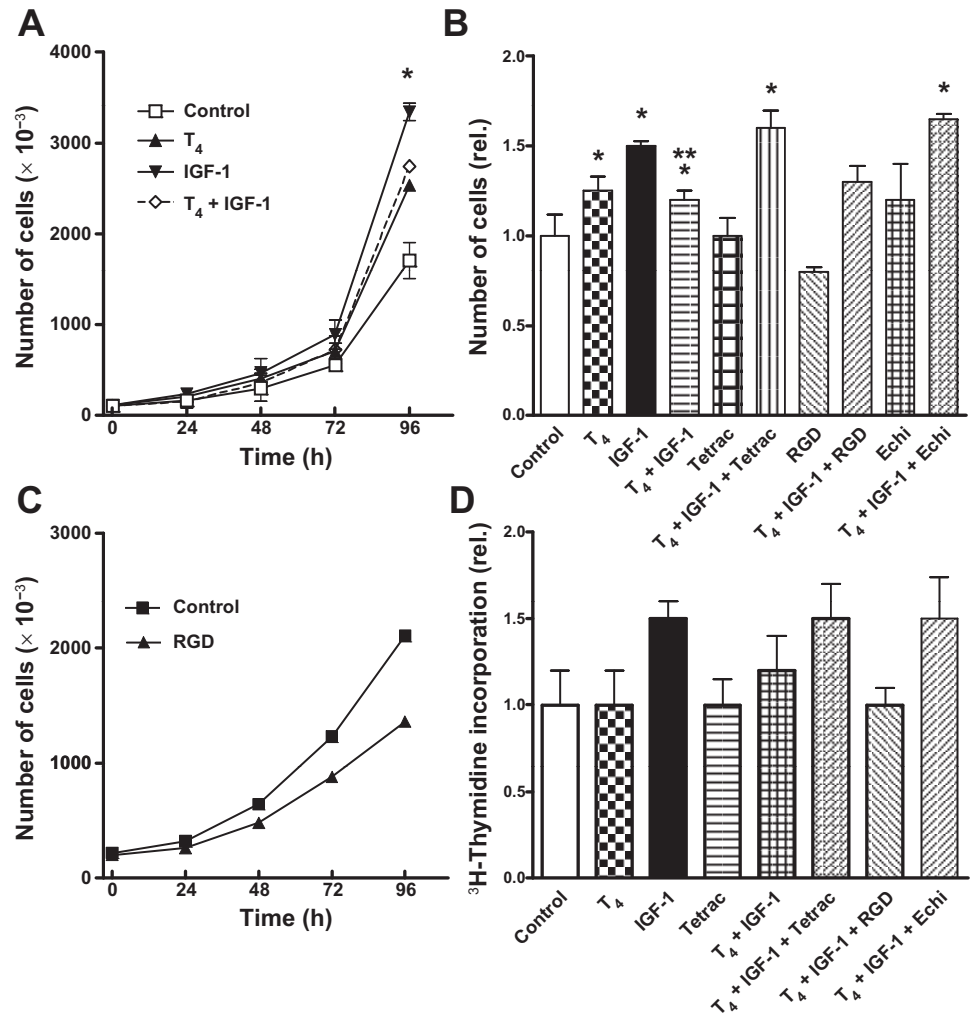 A
Number of cells (× 10⁻³)
4000
3000
2000
1000
0
Control
T₄
IGF-1
T₄ + IGF-1
*
0 24 48 72 96
Time (h)
B
Number of cells (rel.)
2.0
1.5
1.0
0.5
0.0
*
*
**
*
*
*
Control
T₄
IGF-1
T₄ + IGF-1
Tetrac
T₄ + IGF-1 + Tetrac
RGD
T₄ + IGF-1 + RGD
Echi
T₄ + IGF-1 + Echi
C
Number of cells (× 10⁻³)
3000
2000
1000
0
Control
RGD
0 24 48 72 96
Time (h)
D
³H-Thymidine incorporation (rel.)
2.0
1.5
1.0
0.5
0.0
Control
T₄
IGF-1
Tetrac
T₄ + IGF-1
T₄ + IGF-1 + Tetrac
T₄ + IGF-1 + RGD
T₄ + IGF-1 + Echi